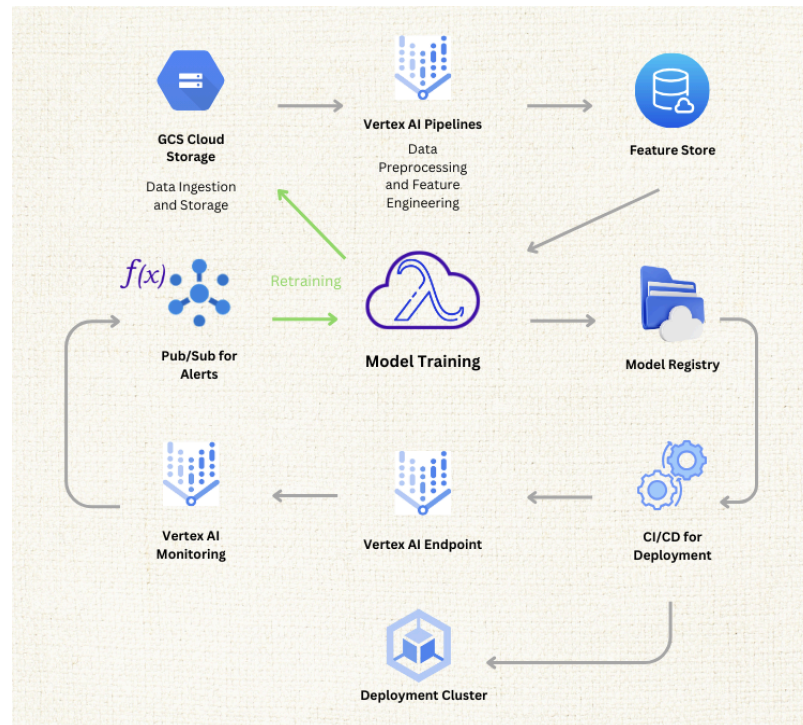 GCS Cloud
Storage
Data Ingestion
and Storage
Vertex AI Pipelines
Data
Preprocessing
and Feature
Engineering
Feature Store
f(x)
Pub/Sub for
Alerts
Retraining
Model Training
Model Registry
Vertex AI
Monitoring
Vertex AI Endpoint
CI/CD for
Deployment
Deployment Cluster